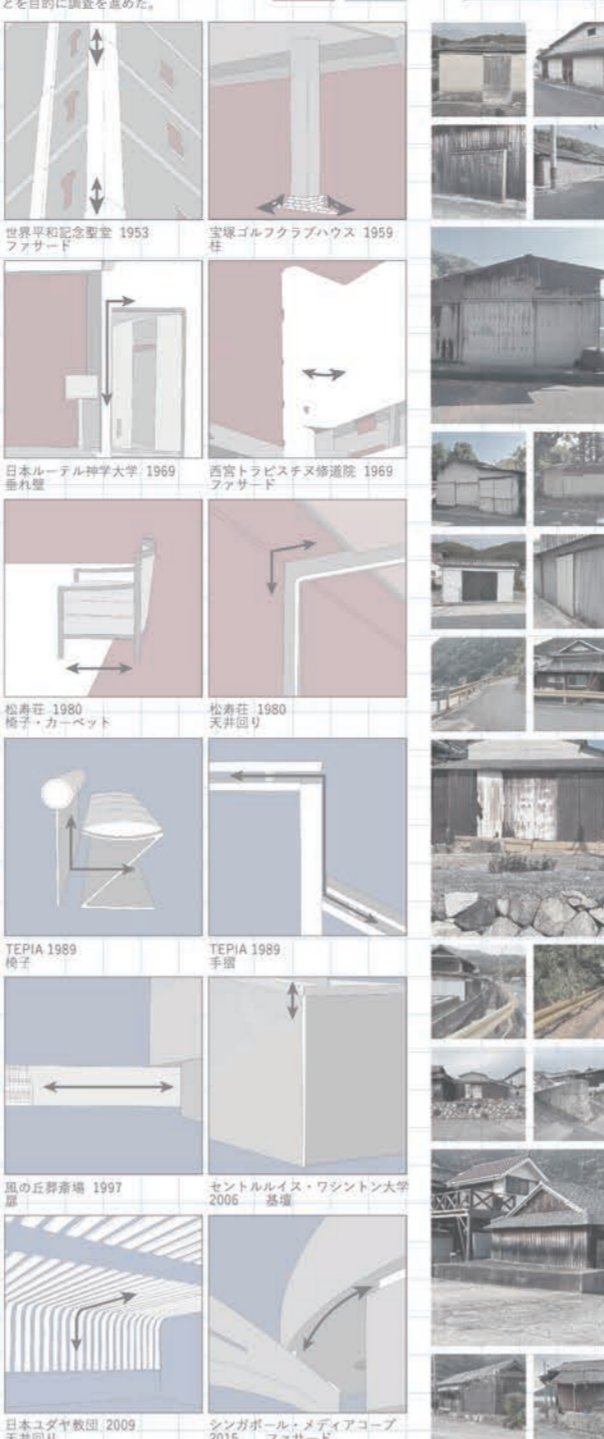 とを目的に調査を進めた。
世界平和記念聖堂 1953
ファサード
宝塚ゴルフクラブハウス 1959
柱
日本ルーテル神学大学 1969
垂れ壁
西宮トラピスチヌ修道院 1969
ファサード
松寿荘 1980
椅子・カーペット
松寿荘 1980
天井回り
TEPIA 1989
椅子
TEPIA 1989
手摺
風の丘葬斎場 1997
扉
セントルルイス・ワシントン大学
2006 基壇
日本ユダヤ教団 2009
天井回り
シンガポール・メディアコープ
2015 ファサード